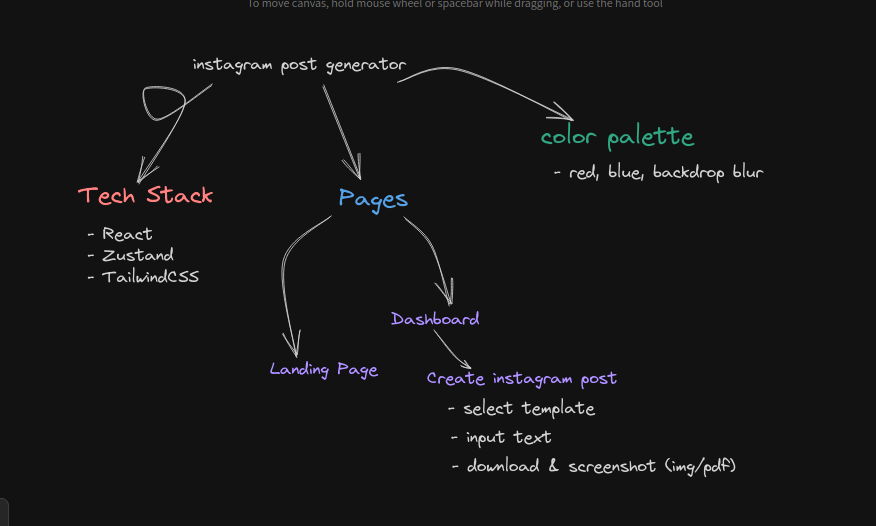 To move canvas, hold mouse wheel or spacebar while dragging, or use the hand tool
instagram post generator
color palette
- red, blue, backdrop blur
Tech Stack
- React
- Zustand
- TailwindCSS
Pages
Landing Page
Dashboard
Create instagram post
- select template
- input text
- download & screenshot (img/pdf)